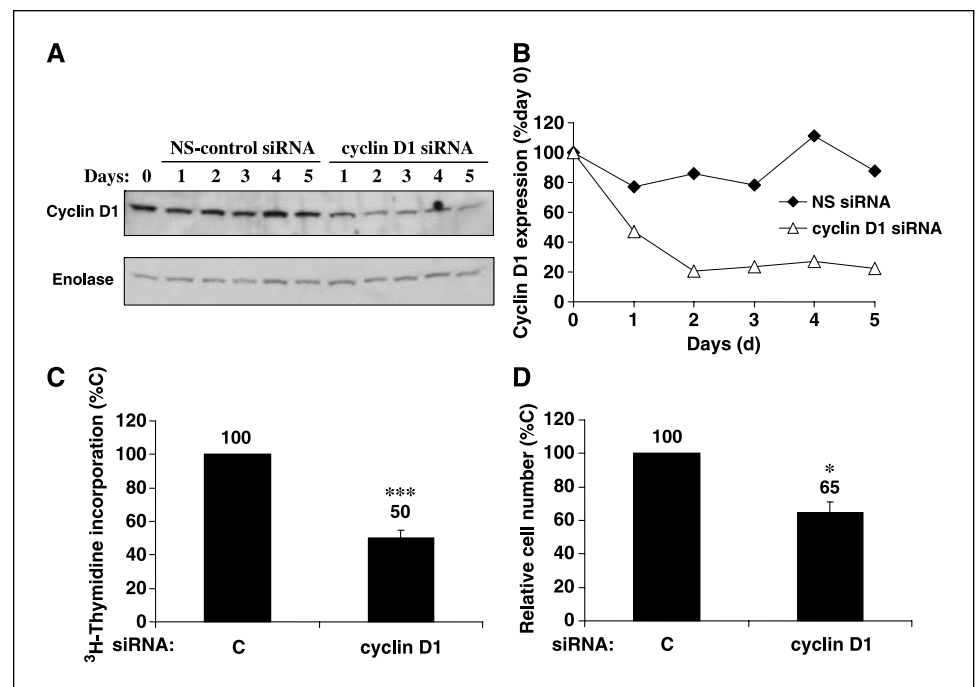 A
NS-control siRNA cyclin D1 siRNA
Days: 0 1 2 3 4 5 1 2 3 4 5
Cyclin D1
Enolase
B
Cyclin D1 expression (%day 0)
120
100
80
60
40
20
0
0 1 2 3 4 5
Days (d)
NS siRNA
cyclin D1 siRNA
C
³H-Thymidine incorporation (%C)
120
100
80
60
40
20
0
100
***
50
siRNA: C cyclin D1
D
Relative cell number (%C)
120
100
80
60
40
20
0
100
*
65
siRNA: C cyclin D1